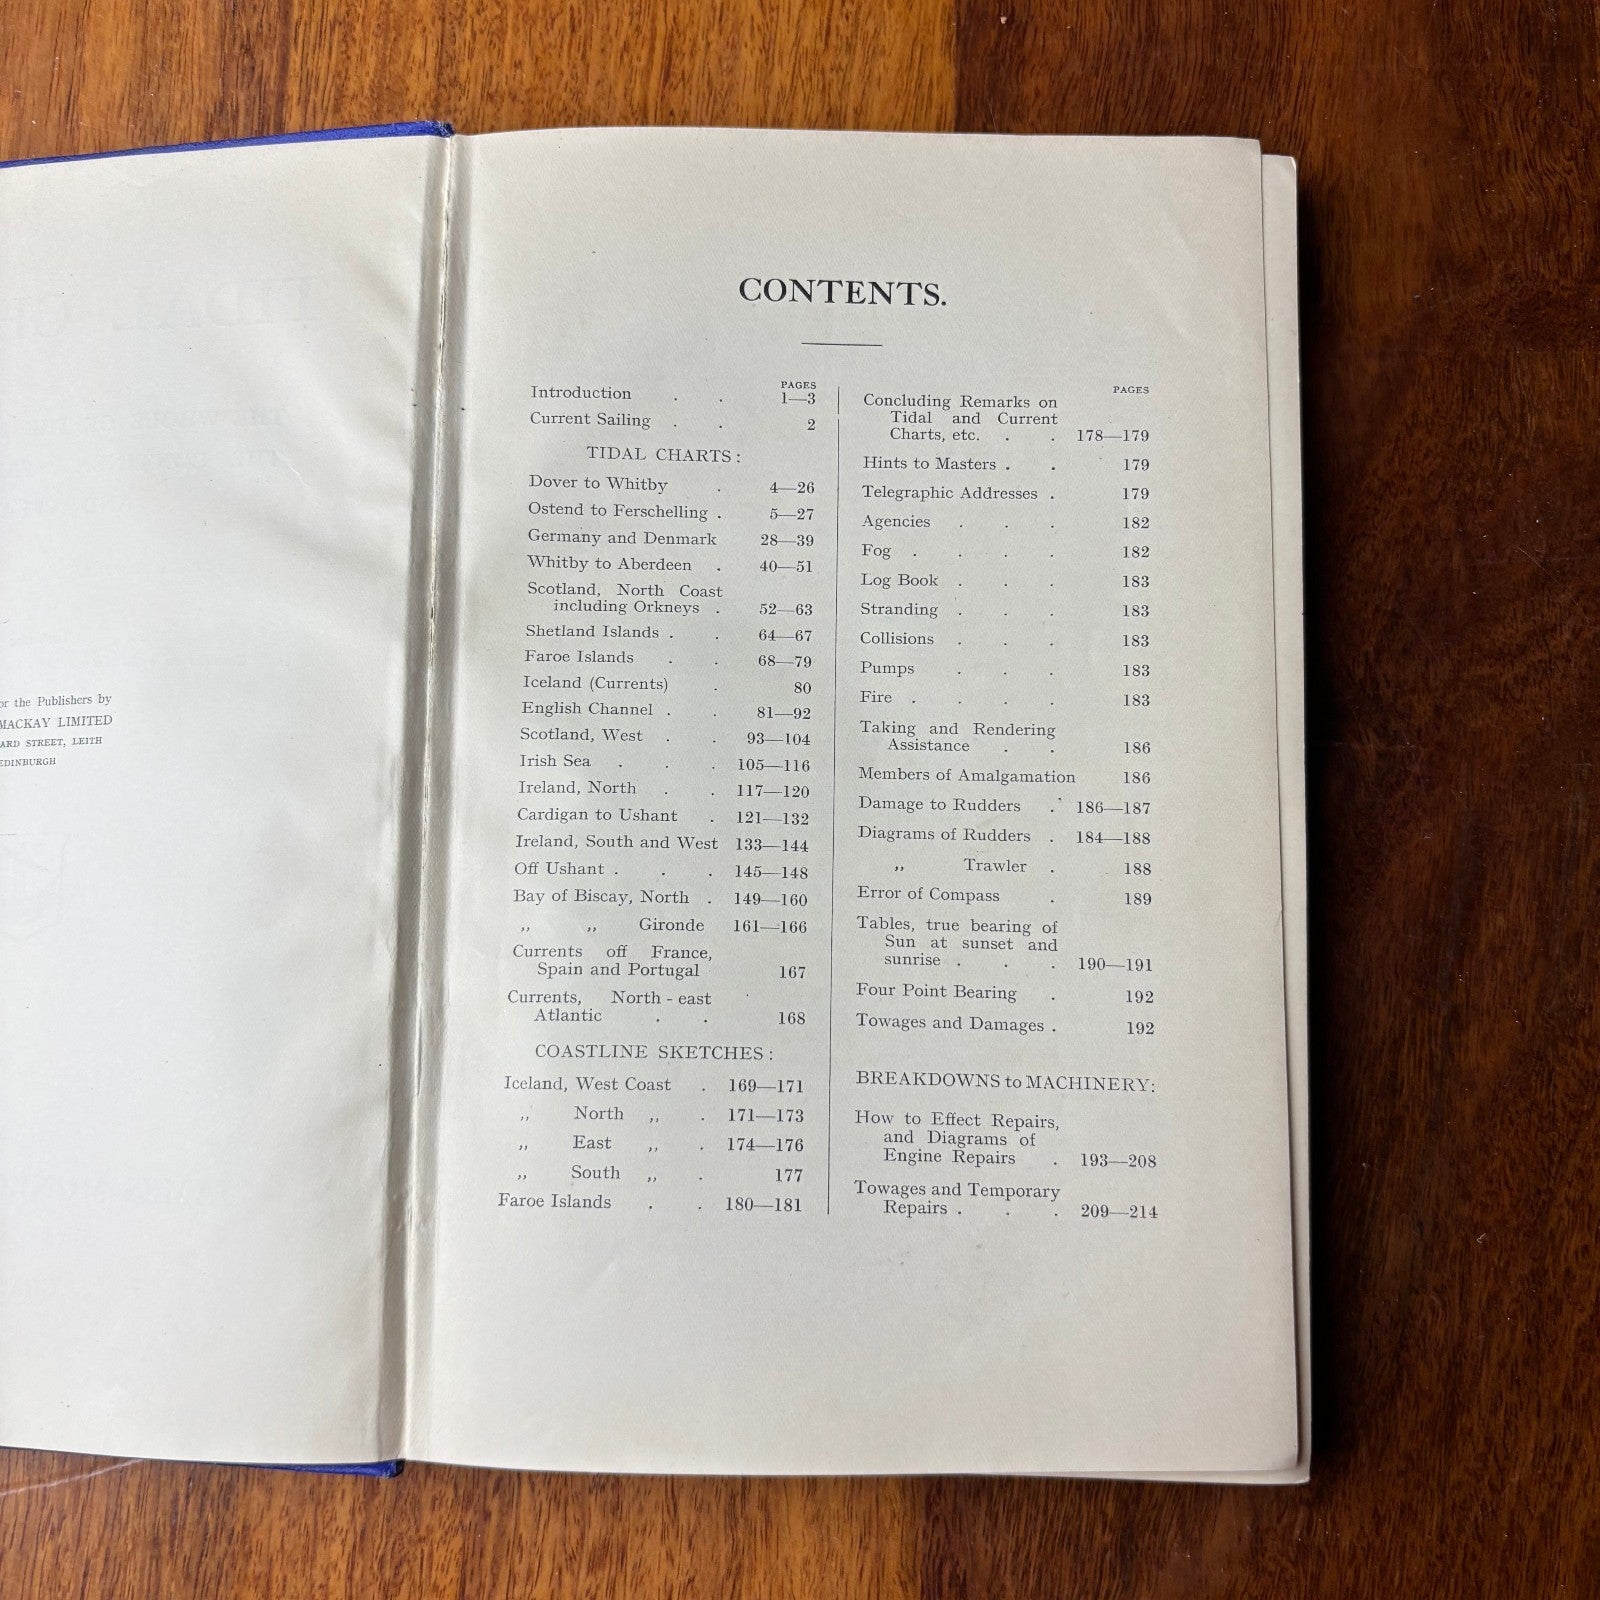 or the Publishers by
MACKAY LIMITED
ARD STREET, LEITH
EDINBURGH
CONTENTS.
PAGES
Introduction . . 1—3
Current Sailing . . 2
TIDAL CHARTS:
Dover to Whitby . 4—26
Ostend to Ferschelling . 5—27
Germany and Denmark 28—39
Whitby to Aberdeen . 40—51
Scotland, North Coast
including Orkneys . 52—63
Shetland Islands . . 64—67
Faroe Islands . . 68—79
Iceland (Currents) . 80
English Channel . . 81—92
Scotland, West . . 93—104
Irish Sea . . . 105—116
Ireland, North . . 117—120
Cardigan to Ushant . 121—132
Ireland, South and West 133—144
Off Ushant . . . 145—148
Bay of Biscay, North . 149—160
,, ,, Gironde 161—166
Currents off France,
Spain and Portugal 167
Currents, North-east
Atlantic . . 168
COASTLINE SKETCHES:
Iceland, West Coast . 169—171
,, North ,, . 171—173
,, East ,, . 174—176
,, South ,, . 177
Faroe Islands . . 180—181
PAGES
Concluding Remarks on
Tidal and Current
Charts, etc. . . 178—179
Hints to Masters . . 179
Telegraphic Addresses . 179
Agencies . . . 182
Fog . . . . 182
Log Book . . . 183
Stranding . . . 183
Collisions . . . 183
Pumps . . . 183
Fire . . . . 183
Taking and Rendering
Assistance . . 186
Members of Amalgamation 186
Damage to Rudders . 186—187
Diagrams of Rudders . 184—188
,, Trawler . 188
Error of Compass . 189
Tables, true bearing of
Sun at sunset and
sunrise . . . 190—191
Four Point Bearing . 192
Towages and Damages . 192
BREAKDOWNS to MACHINERY:
How to Effect Repairs,
and Diagrams of
Engine Repairs . 193—208
Towages and Temporary
Repairs . . . 209—214